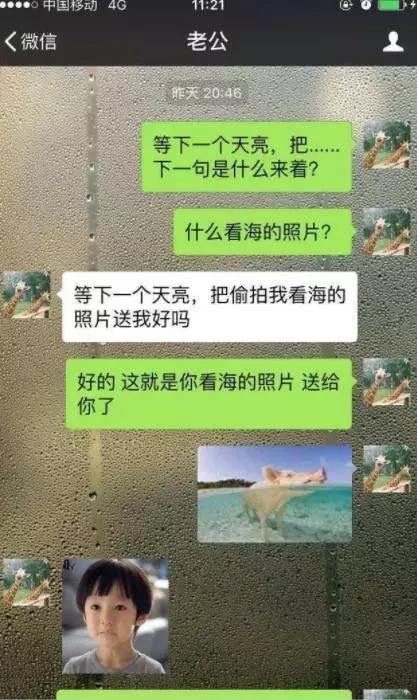 中国移动 4G
11:21
微信
老公
昨天 20:46
等下一个天亮，把......
下一句是什么来着?
什么看海的照片?
等下一个天亮，把偷拍我看海的
照片送我好吗
好的 这就是你看海的照片 送给
你了